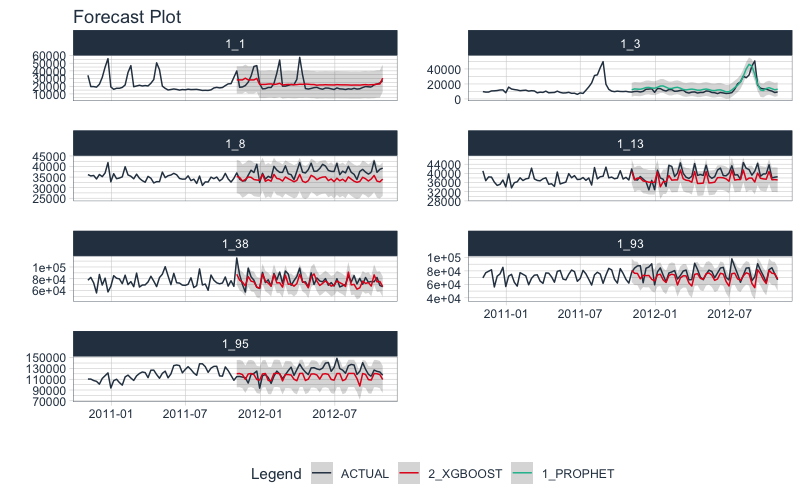 Forecast Plot
1_1
60000
50000
40000
30000
20000
10000
1_3
40000
20000
0
1_8
45000
40000
35000
30000
25000
1_13
44000
40000
36000
32000
28000
1_38
1e+05
8e+04
6e+04
1_93
1e+05
8e+04
6e+04
4e+04
2011-01 2011-07 2012-01 2012-07
1_95
150000
130000
110000
90000
70000
2011-01 2011-07 2012-01 2012-07
Legend ACTUAL 2_XGBOOST 1_PROPHET